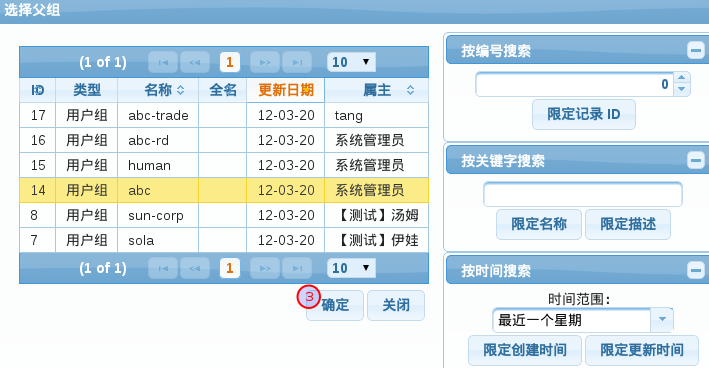 选择父组
(1 of 1) 1 10
ID 类型 名称 全名 更新日期 属主
17 用户组 abc-trade 12-03-20 tang
16 用户组 abc-rd 12-03-20 系统管理员
15 用户组 human 12-03-20 系统管理员
14 用户组 abc 12-03-20 系统管理员
8 用户组 sun-corp 12-03-20 【测试】汤姆
7 用户组 sola 12-03-20 【测试】伊娃
(1 of 1) 1 10
3 确定 关闭
按编号搜索
0
限定记录 ID
按关键字搜索
限定名称 限定描述
按时间搜索
时间范围:
最近一个星期
限定创建时间 限定更新时间